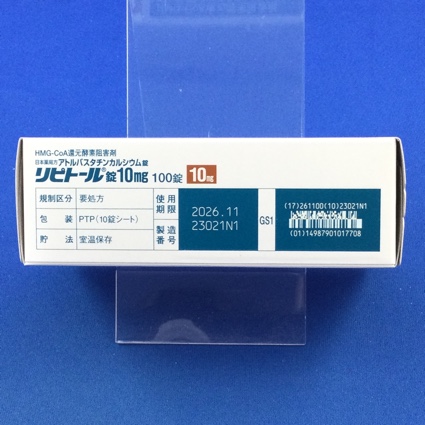 HMG-CoA還元酵素阻害剤
日本薬局方 アトルバスタチンカルシウム錠
リピトール錠10mg 100錠 10mg
規制区分 要処方
包装 PTP(10錠シート)
貯法 室温保存
使用期限 2026.11
製造番号 23021N1
GS1
(17)261100(10)23021N1
(01)14987901017708